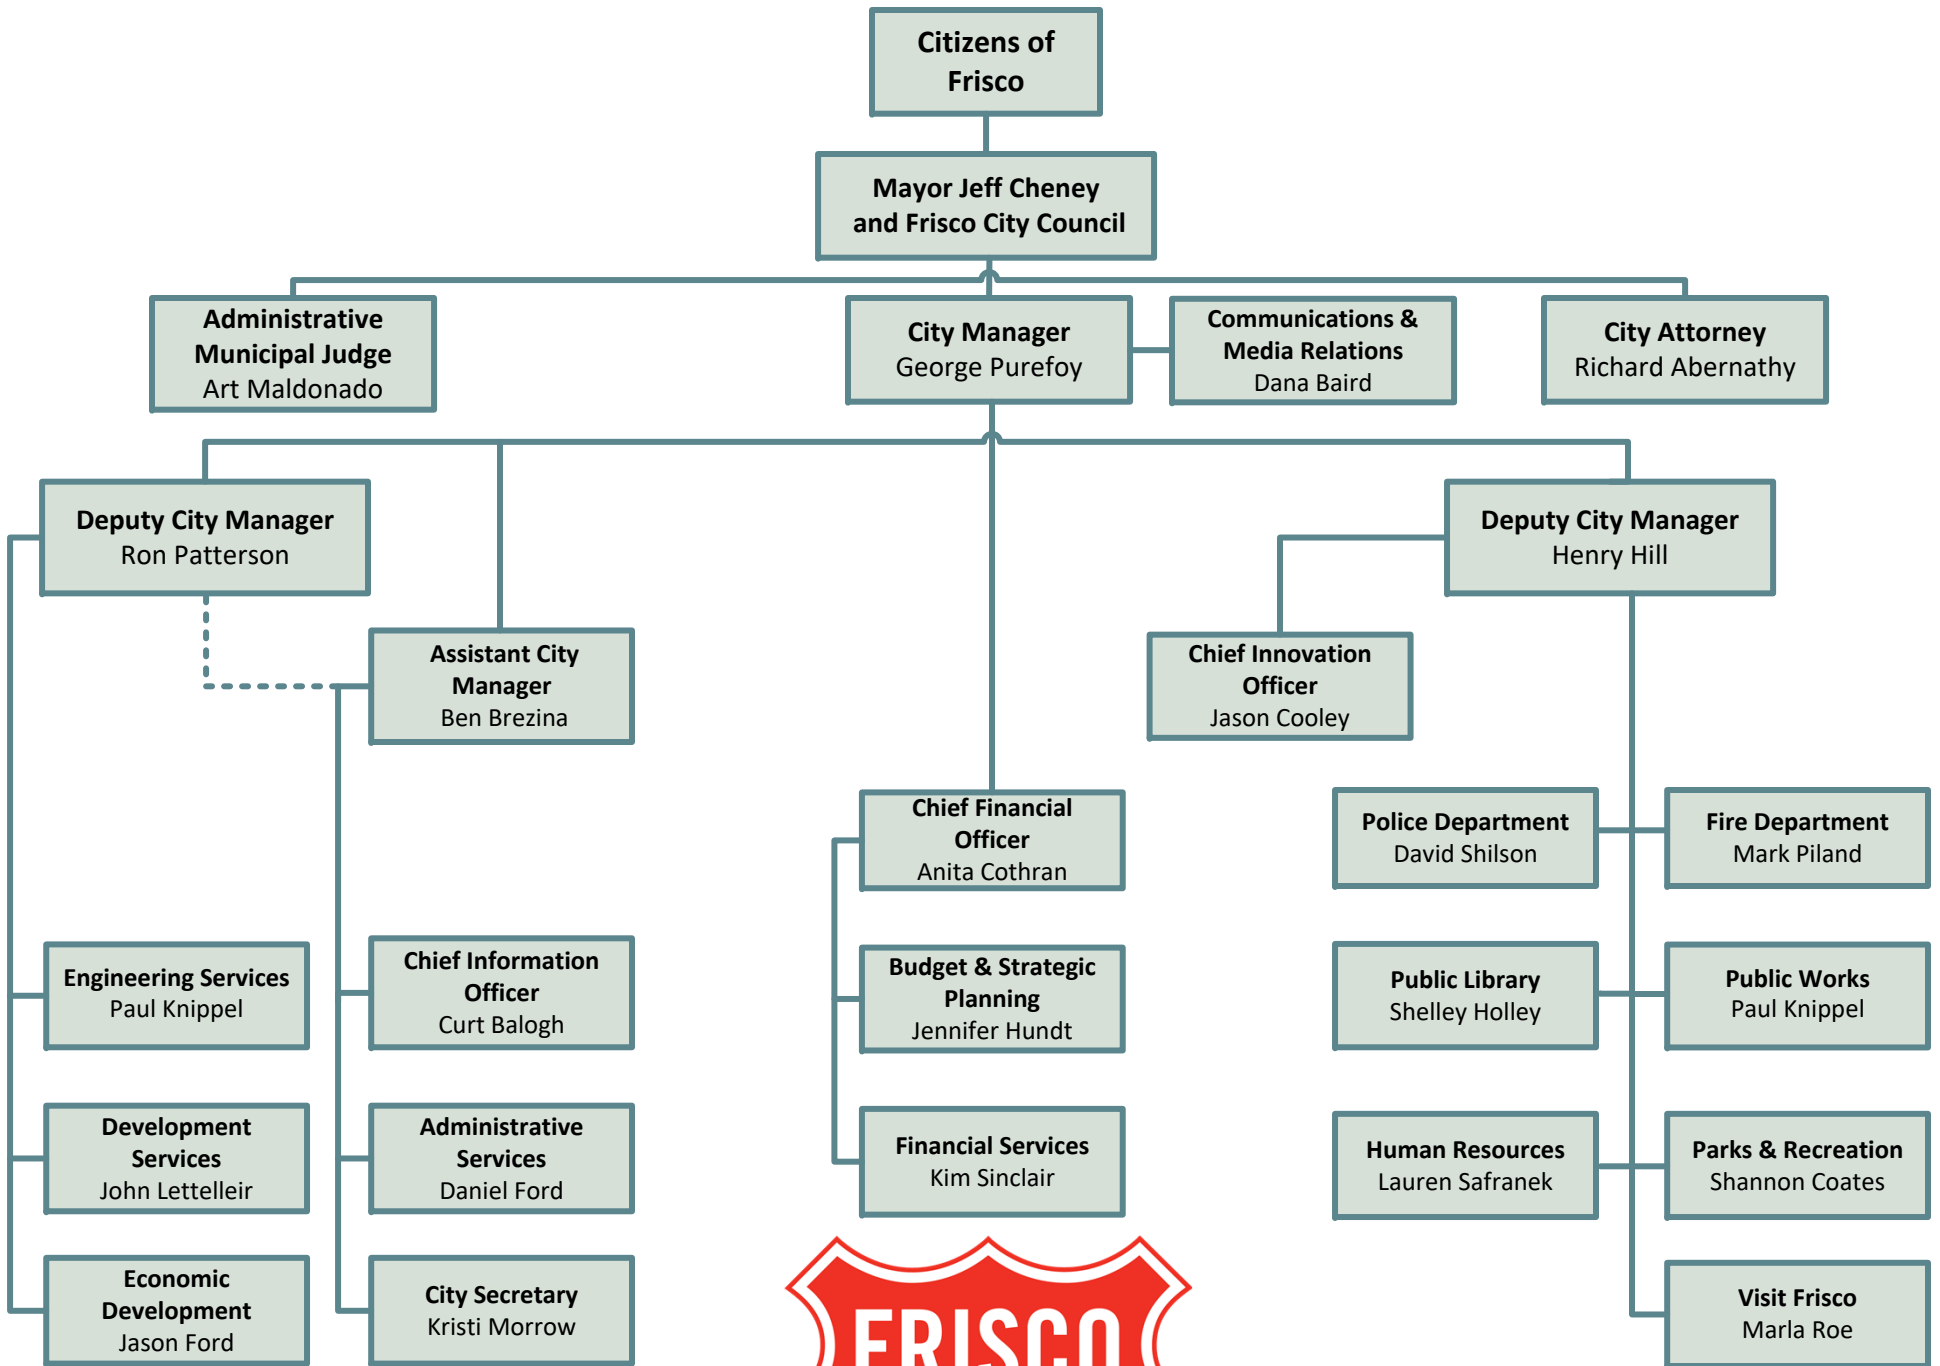 Citizens of
Frisco
Mayor Jeff Cheney
and Frisco City Council
Administrative
Municipal Judge
Art Maldonado
City Manager
George Purefoy
Communications &
Media Relations
Dana Baird
City Attorney
Richard Abernathy
Deputy City Manager
Ron Patterson
Deputy City Manager
Henry Hill
Assistant City
Manager
Ben Brezina
Chief Innovation
Officer
Jason Cooley
Chief Financial
Officer
Anita Cothran
Police Department
David Shilson
Fire Department
Mark Piland
Engineering Services
Paul Knippel
Chief Information
Officer
Curt Balogh
Budget & Strategic
Planning
Jennifer Hundt
Public Library
Shelley Holley
Public Works
Paul Knippel
Development
Services
John Lettelleir
Administrative
Services
Daniel Ford
Financial Services
Kim Sinclair
Human Resources
Lauren Safranek
Parks & Recreation
Shannon Coates
Economic
Development
Jason Ford
City Secretary
Kristi Morrow
FRISCO
Visit Frisco
Marla Roe